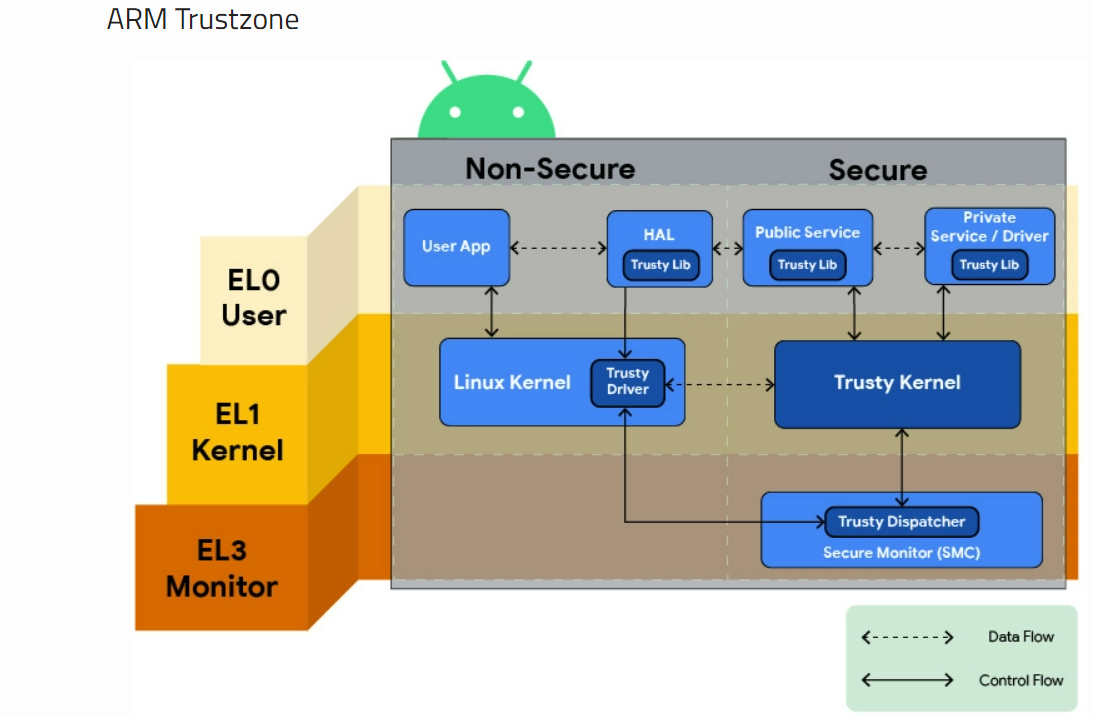 ARM Trustzone
Non-Secure
Secure
EL0
User
User App
HAL
Trusty Lib
Public Service
Trusty Lib
Private
Service / Driver
Trusty Lib
EL1
Kernel
Linux Kernel
Trusty
Driver
Trusty Kernel
EL3
Monitor
Trusty Dispatcher
Secure Monitor (SMC)
Data Flow
Control Flow